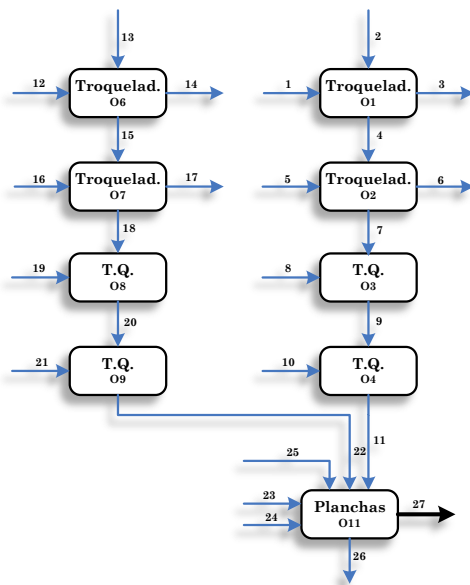 13
2
12
Troquelad.
O6
14
1
Troquelad.
O1
3
15
4
16
Troquelad.
O7
17
5
Troquelad.
O2
6
18
7
19
T.Q.
O8
8
T.Q.
O3
20
9
21
T.Q.
O9
10
T.Q.
O4
25
22
11
23
24
Planchas
O11
27
26